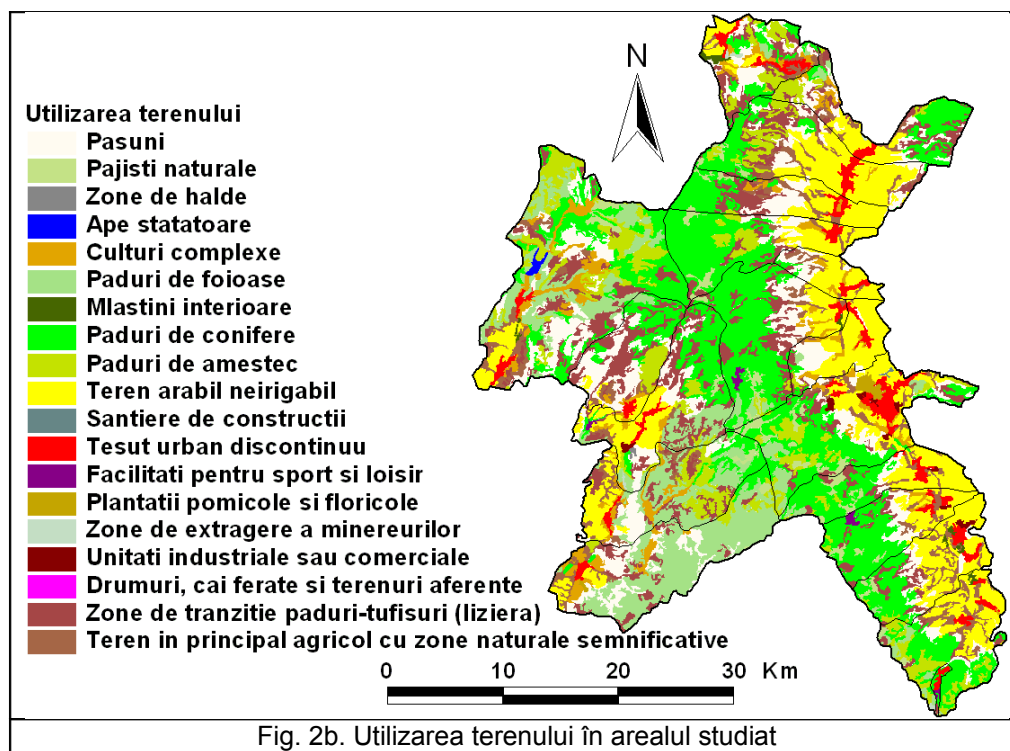 N
Utilizarea terenului
Pasuni
Pajisti naturale
Zone de halde
Ape statatoare
Culturi complexe
Paduri de foioase
Mlastini interioare
Paduri de conifere
Paduri de amestec
Teren arabil neirigabil
Santiere de constructii
Tesut urban discontinuu
Facilitati pentru sport si loisir
Plantatii pomicole si floricole
Zone de extragere a minereurilor
Unitati industriale sau comerciale
Drumuri, cai ferate si terenuri aferente
Zone de tranzitie paduri-tufisuri (liziera)
Teren in principal agricol cu zone naturale semnificative
0 10 20 30 Km
Fig. 2b. Utilizarea terenului în arealul studiat